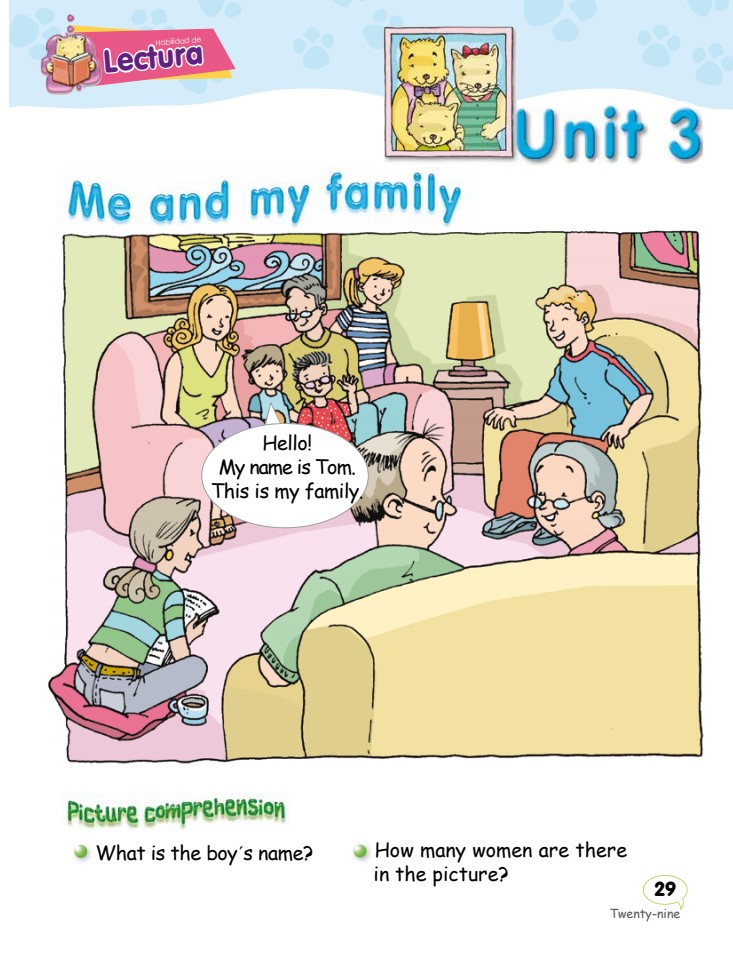 Habilidad de
Lectura
Unit 3
Me and my family
Hello!
My name is Tom.
This is my family.
Picture comprehension
What is the boy´s name?
How many women are there
in the picture?
29
Twenty-nine